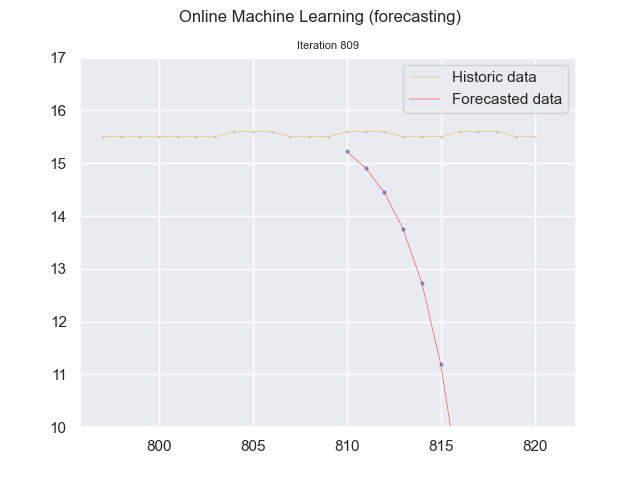 Online Machine Learning (forecasting)
Iteration 809
Historic data
Forecasted data
17
16
15
14
13
12
11
10
800 805 810 815 820